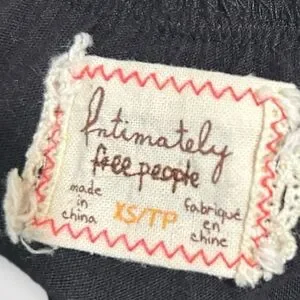 Intimately
free people
made in china
XS/TP
fabriqué en chine